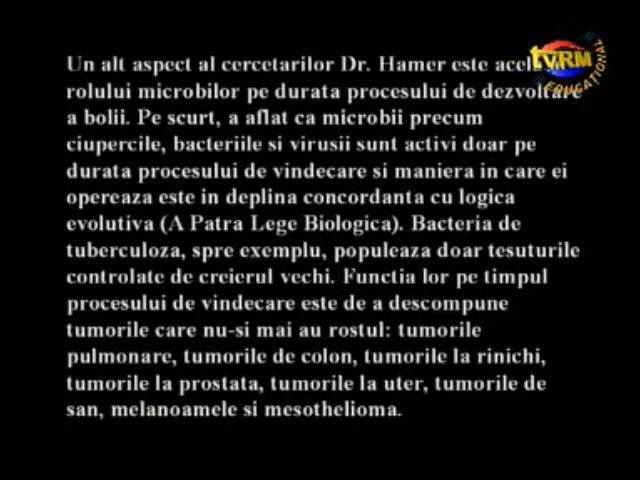 Un alt aspect al cercetarilor Dr. Hamer este
rolului microbilor pe durata procesului de dezvoltare
a bolii. Pe scurt, a aflat ca microbii precum
ciupercile, bacteriile si virusii sunt activi doar pe
durata procesului de vindecare si maniera in care ei
opereaza este in deplina concordanta cu logica
evolutiva (A Patra Lege Biologica). Bacteria de
tuberculoza, spre exemplu, populeaza doar tesuturile
controlate de creierul vechi. Functia lor pe timpul
procesului de vindecare este de a descompune
tumorile care nu-si mai au rostul: tumorile
pulmonare, tumorile de colon, tumorile la rinichi,
tumorile la prostata, tumorile la uter, tumorile de
san, melanoamele si mesothelioma.
tvRM
EDUCATIONAL